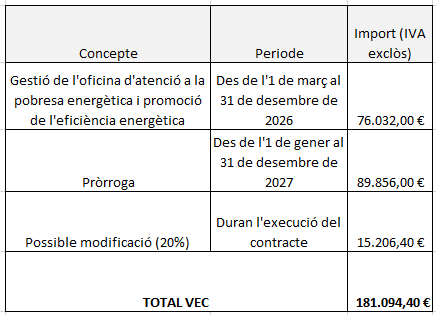 Import (IVA
Concepte Periode exclòs)
Gestió de l'oficina d'atenció a la Des de l'1 de març al
pobresa energètica i promoció 31 de desembre de
de l'eficiència energètica 2026 76.032,00 €
Des de l'1 de gener al
31 de desembre de
Pròrroga 2027 89.856,00 €
Duran l'execució del
Possible modificació (20%) contracte 15.206,40 €
TOTAL VEC 181.094,40 €